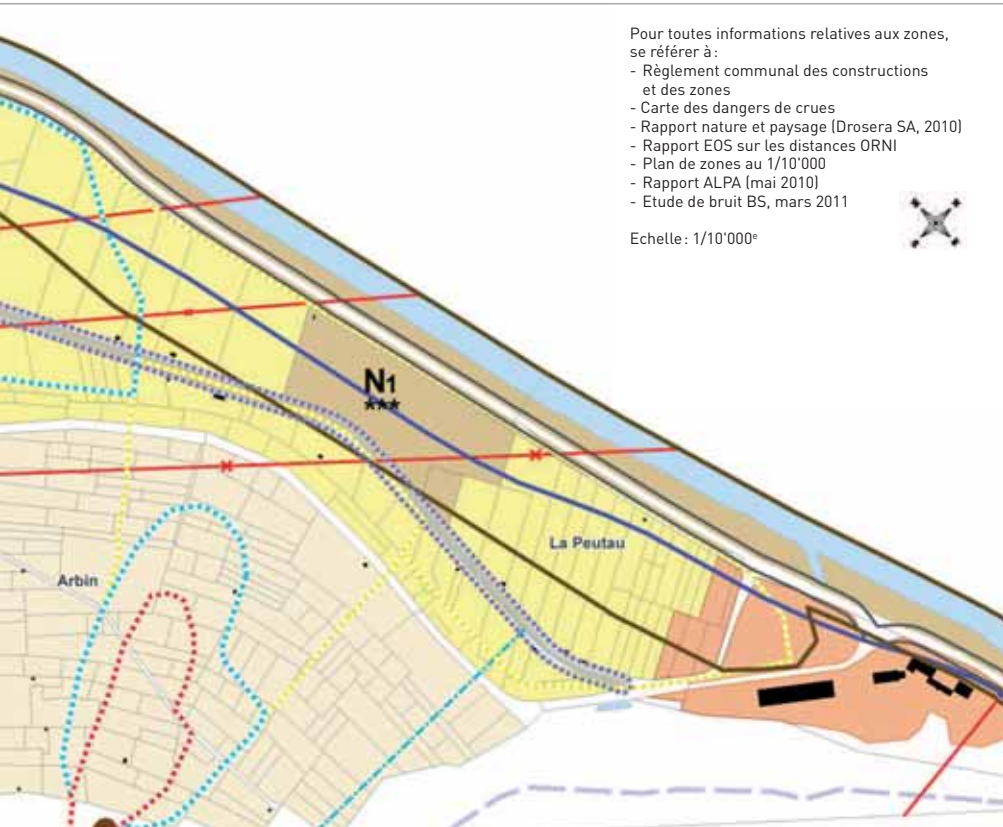 Pour toutes informations relatives aux zones,
se référer à :
- Règlement communal des constructions
et des zones
- Carte des dangers de crues
- Rapport nature et paysage (Drosera SA, 2010)
- Rapport EOS sur les distances ORNI
- Plan de zones au 1/10'000
- Rapport ALPA (mai 2010)
- Etude de bruit BS, mars 2011
Echelle : 1/10'000e
N1
***
La Peutau
Arbin